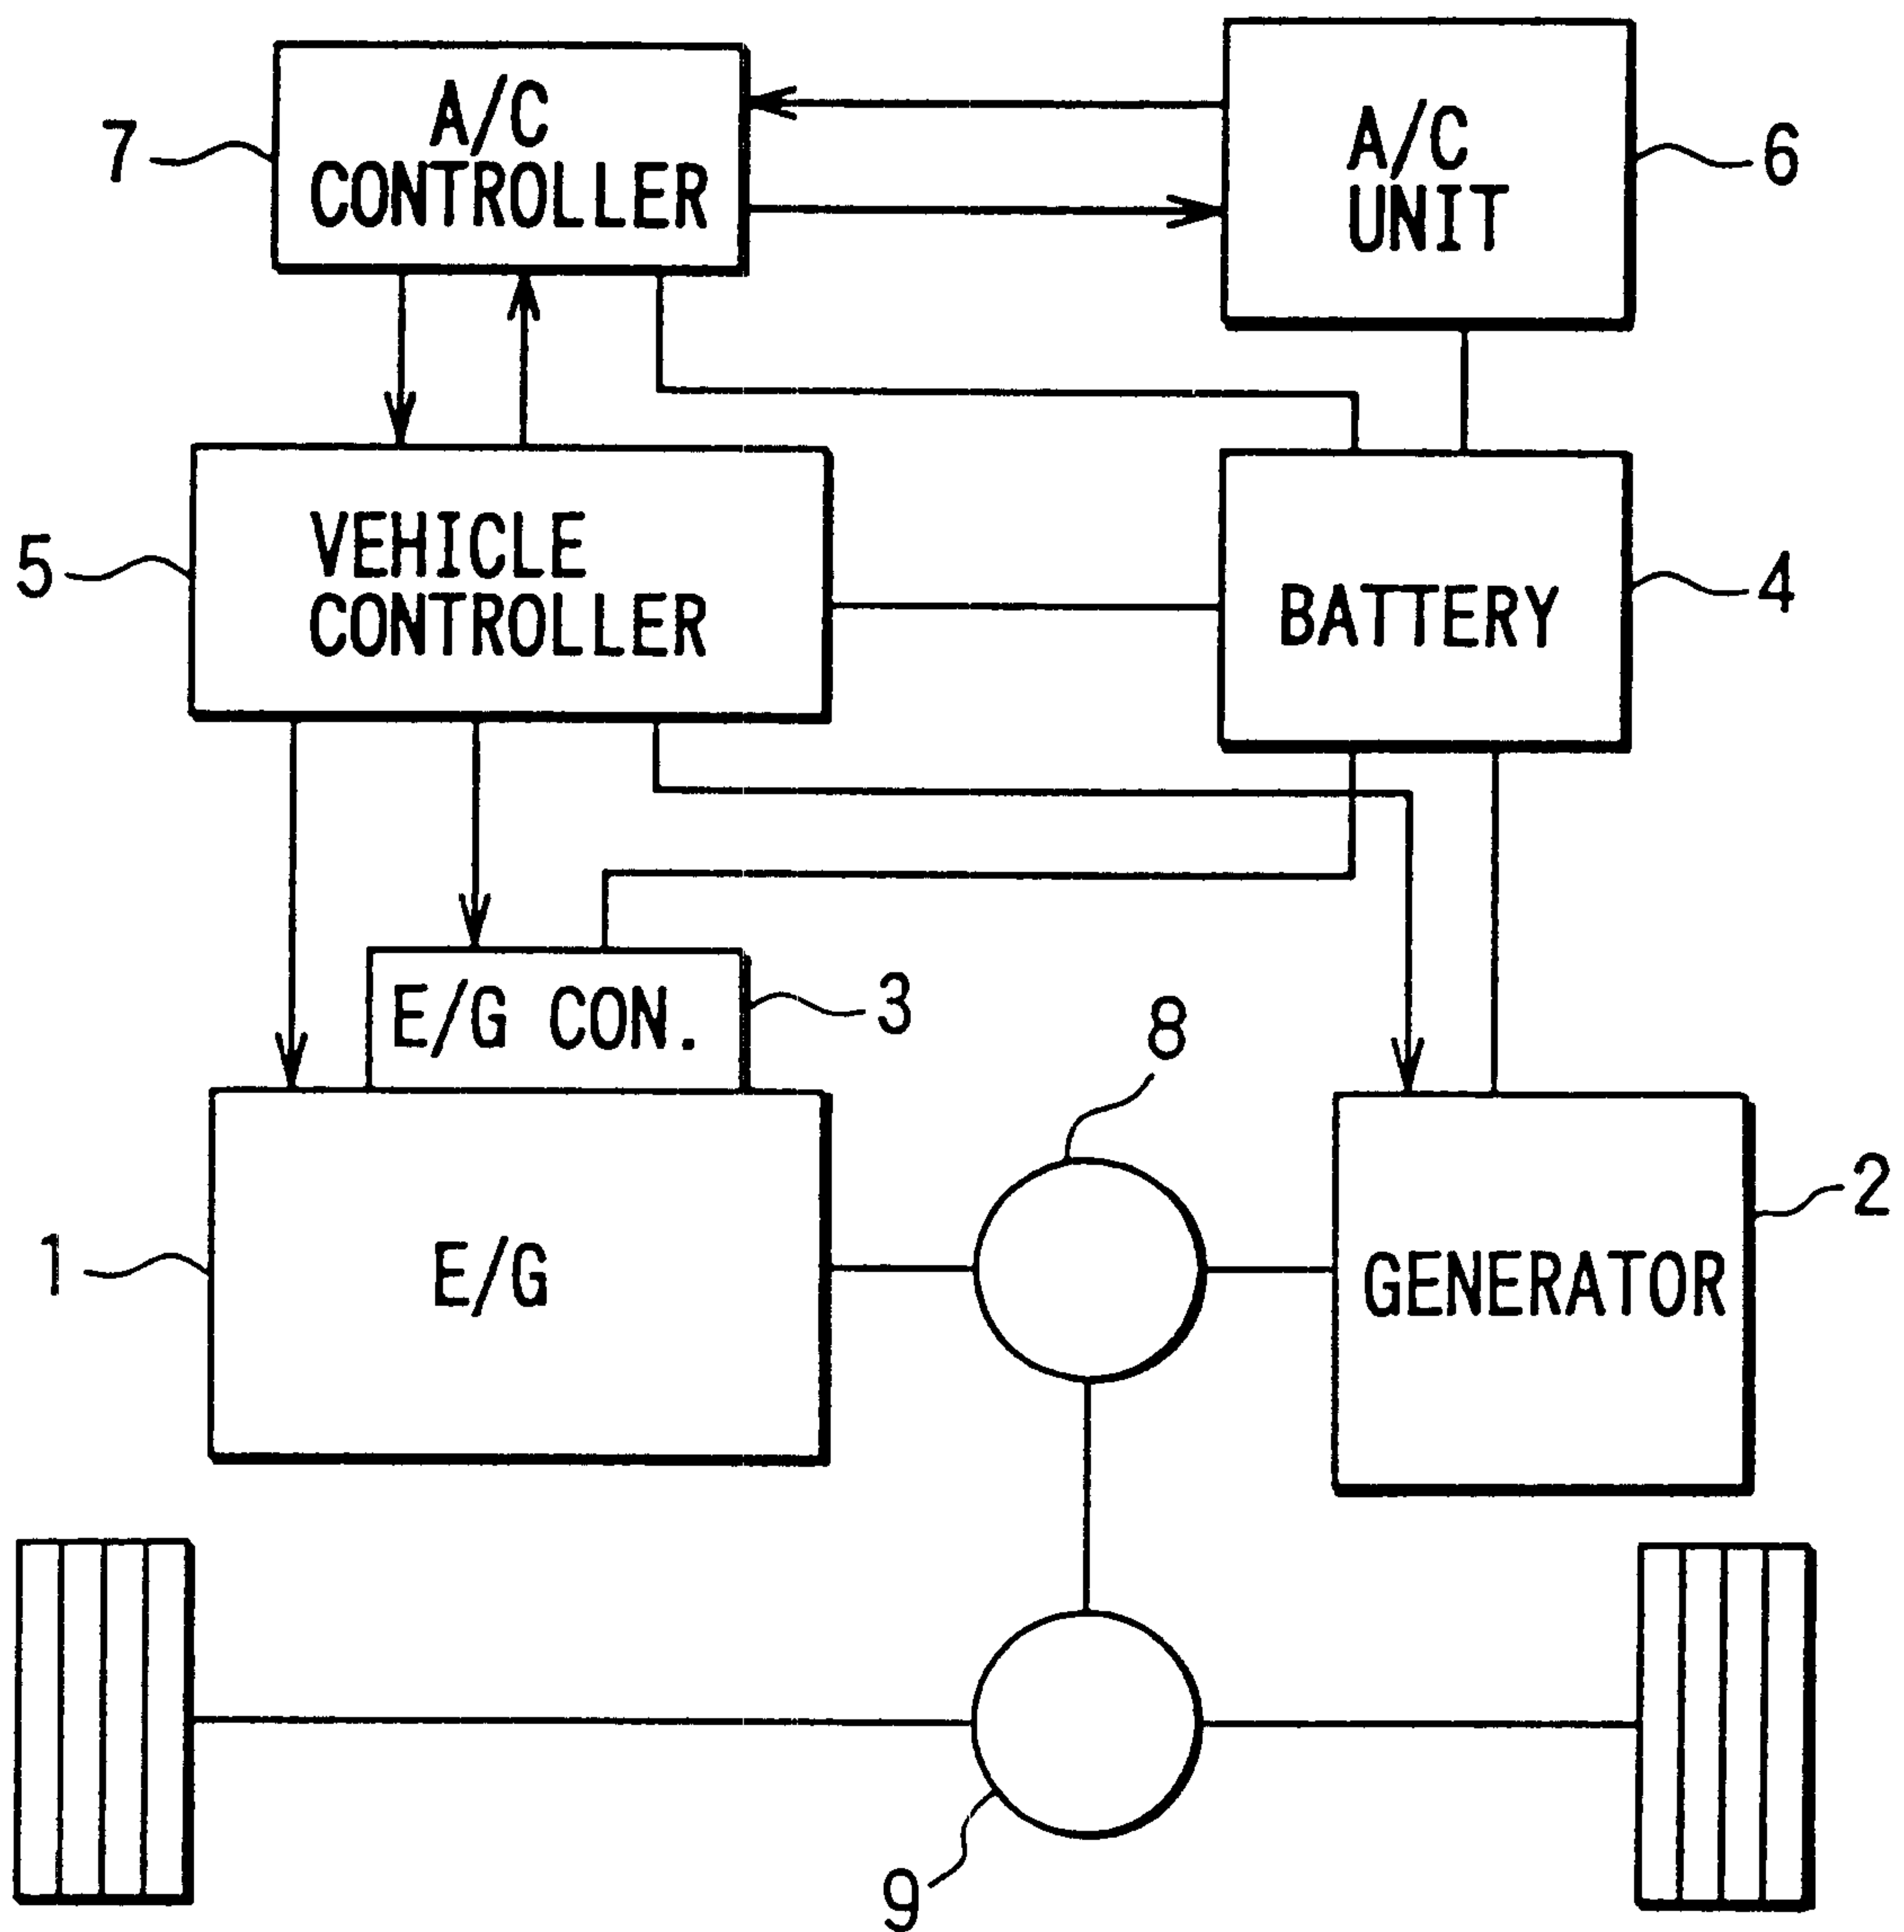 7
A/C
CONTROLLER
A/C
UNIT
6
5
VEHICLE
CONTROLLER
BATTERY
4
E/G CON.
3
8
1
E/G
GENERATOR
2
9